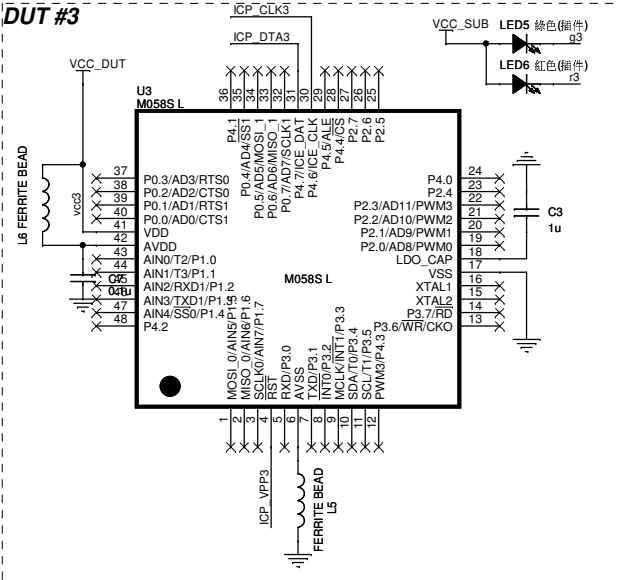 DUT #3
ICP_CLK3
ICP_DTA3
VCC_SUB
LED5 綠色(插件)
g3
LED6 紅色(插件)
r3
VCC_DUT
U3
M058S L
36
35
34
33
32
31
30
29
28
27
26
25
P4.1
P0.4/AD4/SS1
P0.5/AD5/MOSI_1
P0.6/AD6/MISO_1
P0.7/AD7/SCLK1
P4.7/ICE_DAT
P4.6/ICE_CLK
P4.5/ALE
P4.4/CS
P2.7
P2.6
P2.5
L6 FERRITE BEAD
vcc3
37 P0.3/AD3/RTS0
38 P0.2/AD2/CTS0
39 P0.1/AD1/RTS1
40 P0.0/AD0/CTS1
41 VDD
42 AVDD
43 AIN0/T2/P1.0
44 AIN1/T3/P1.1
45 AIN2/RXD1/P1.2
46 AIN3/TXD1/P1.3
47 AIN4/SS0/P1.4
48 P4.2
C7
0.1u
M058S L
P4.0 24
P2.4 23
P2.3/AD11/PWM3 22
P2.2/AD10/PWM2 21
P2.1/AD9/PWM1 20
P2.0/AD8/PWM0 19
LDO_CAP 18
VSS 17
XTAL1 16
XTAL2 15
P3.7/RD 14
P3.6/WR/CKO 13
C3
1u
MOSI_0/AIN5/P1.5
MISO_0/AIN6/P1.6
SCLK0/AIN7/P1.7
RST
RXD/P3.0
AVSS
TXD/P3.1
INT0/P3.2
MCLK/INT1/P3.3
SDA/T0/P3.4
SCL/T1/P3.5
PWM3/P4.3
1
2
3
4
5
6
7
8
9
10
11
12
ICP_VPP3
FERRITE BEAD
L5